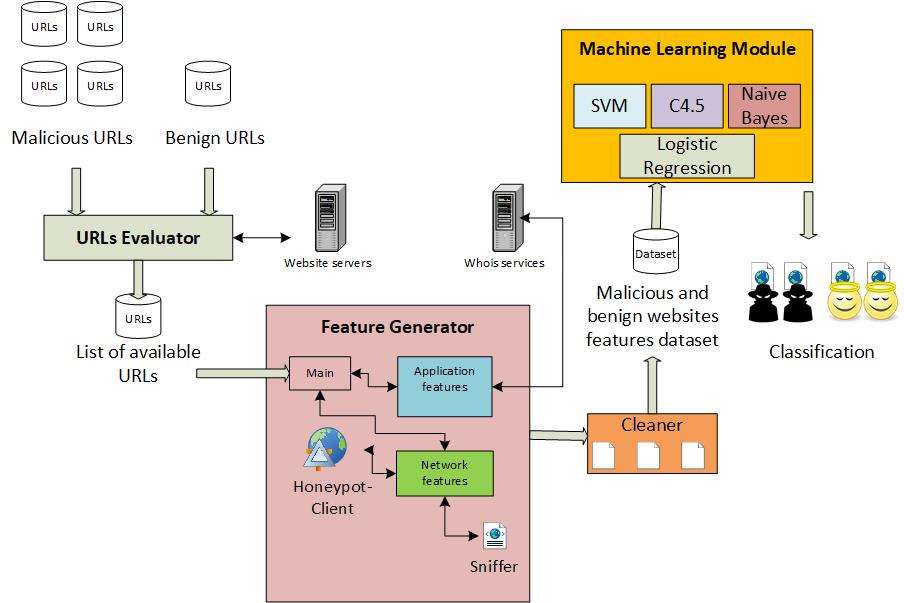 URLs
URLs
URLs
URLs
URLs
Malicious URLs
Benign URLs
URLs Evaluator
Website servers
Whois services
URLs
List of available
URLs
Feature Generator
Main
Application
features
Network
features
Honeypot-
Client
Sniffer
Cleaner
Malicious and
benign websites
features dataset
Dataset
Machine Learning Module
SVM
C4.5
Naive
Bayes
Logistic
Regression
Classification